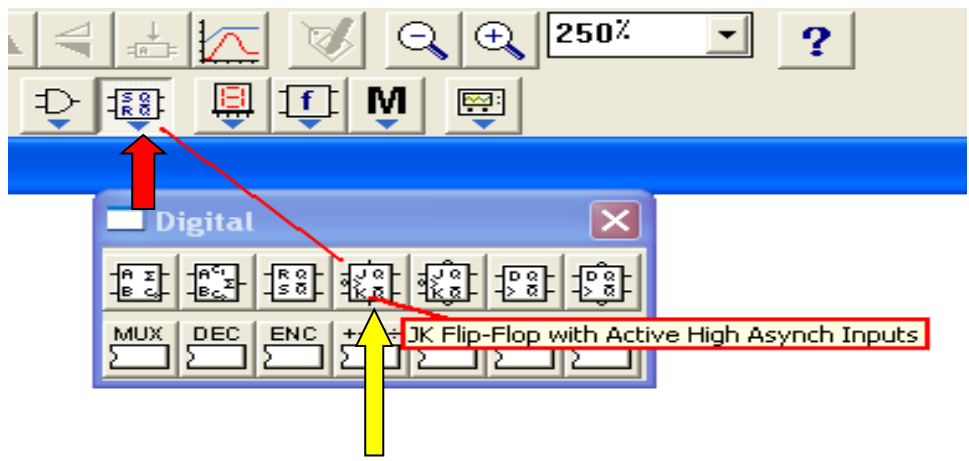 250%
?
S Q
R Q
f
M
Digital
A Σ
B C
A C Σ
B C
R Q
S Q
J Q
K Q
J Q
K Q
D Q
> Q
D Q
> Q
MUX DEC ENC
JK Flip-Flop with Active High Asynch Inputs